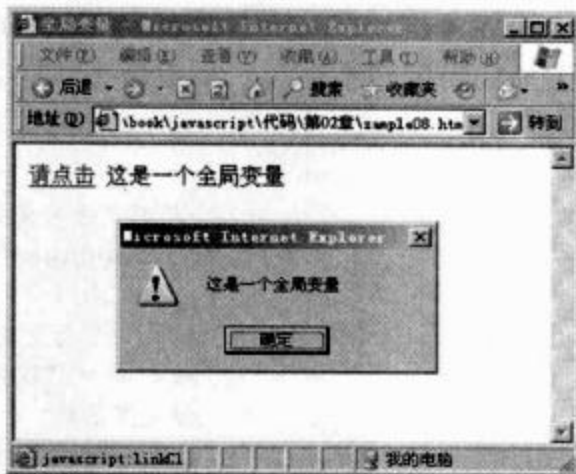 全局变量 - Microsoft Internet Explorer
文件(F) 编辑(E) 查看(V) 收藏(A) 工具(T) 帮助(H)
后退 搜索 收藏夹 »
地址(D) \book\javascript\代码\第02章\sample08.htm 转到
请点击 这是一个全局变量
Microsoft Internet Explorer
这是一个全局变量
确定
javascript:linkCl 我的电脑